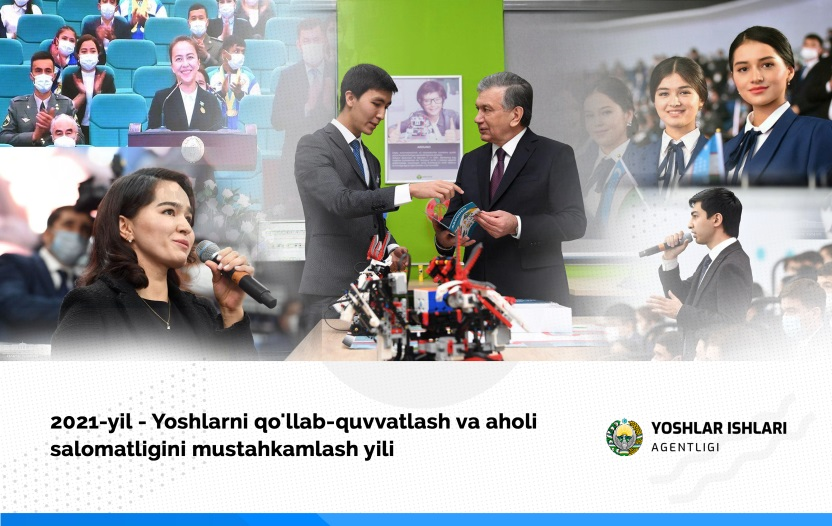 2021-yil - Yoshlarni qo'llab-quvvatlash va aholi
salomatligini mustahkamlash yili
YOSHLAR ISHLARI
AGENTLIGI